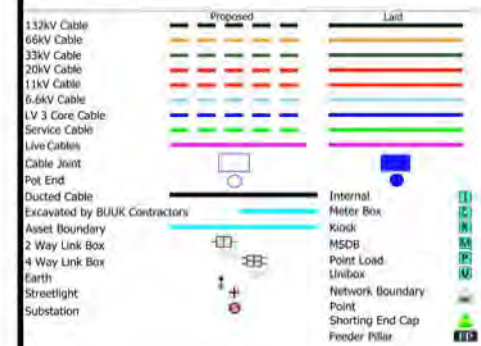 Proposed Laid
132kV Cable
66kV Cable
33kV Cable
20kV Cable
11kV Cable
6.6kV Cable
LV 3 Core Cable
Service Cable
Live Cables
Cable Joint
Pot End
Ducted Cable
Excavated by BUUK Contractors
Asset Boundary
2 Way Link Box
4 Way Link Box
Earth
Streetlight
Substation
Internal I
Meter Box
Kiosk K
MSDB M
Point Load P
Unibox U
Network Boundary
Point
Shorting End Cap
Feeder Pillar FP